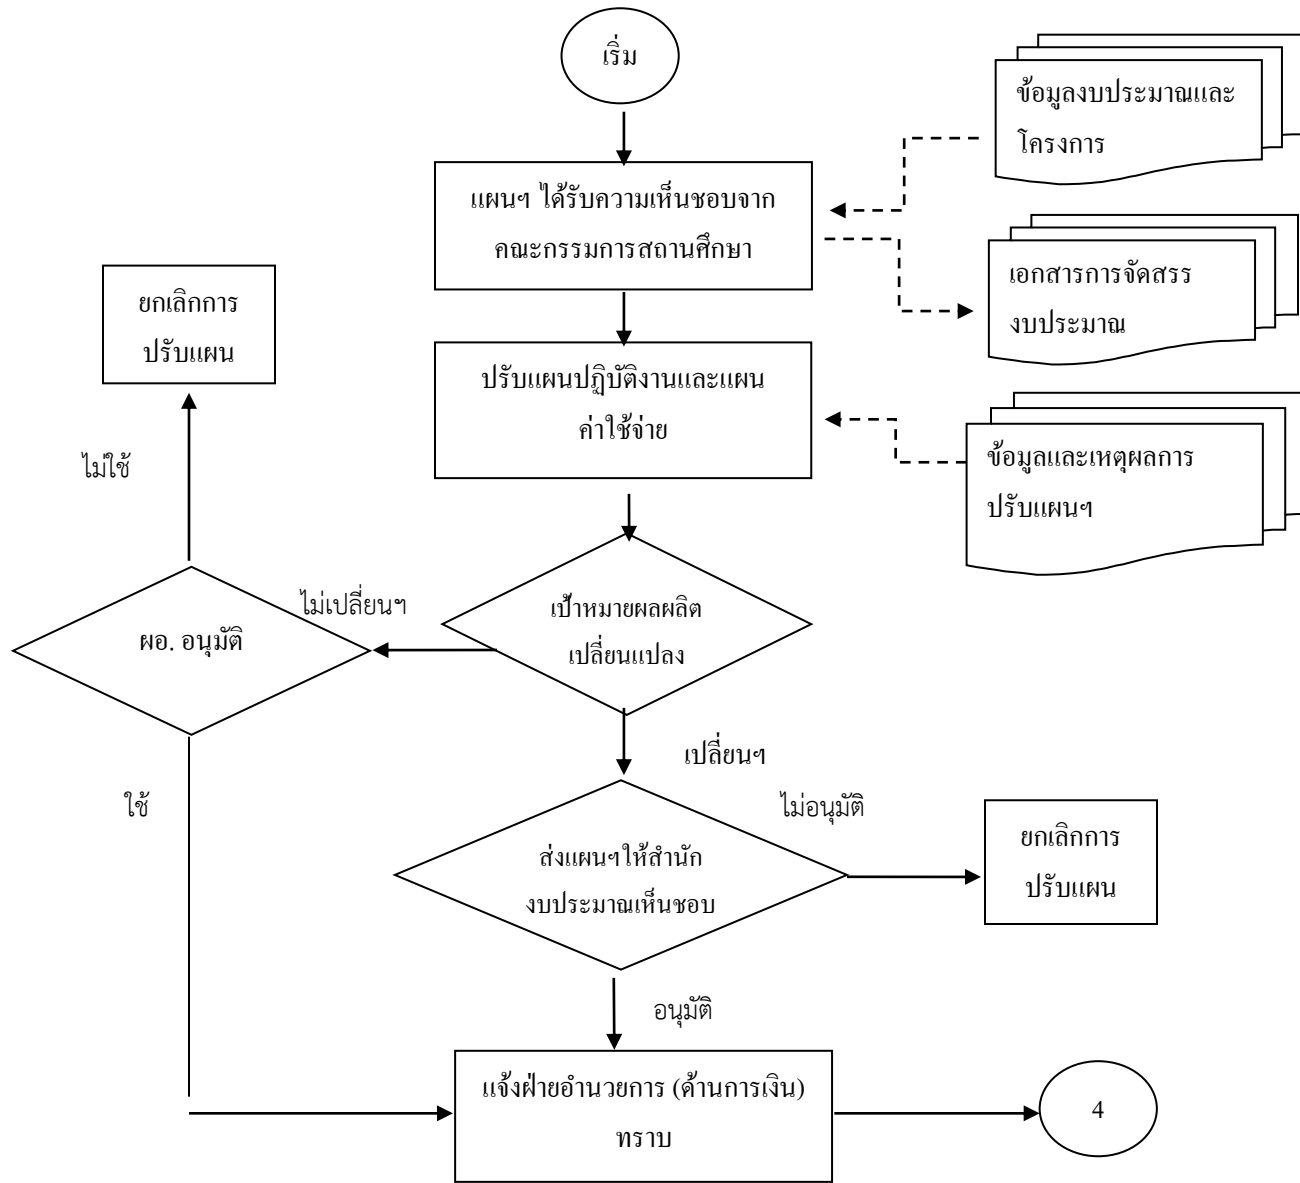 เริ่ม
ข้อมูลงบประมาณและ
โครงการ
แผนฯ ได้รับความเห็นชอบจาก
คณะกรรมการสถานศึกษา
เอกสารการจัดสรร
งบประมาณ
ยกเลิกการ
ปรับแผน
ปรับแผนปฏิบัติงานและแผน
ค่าใช้จ่าย
ข้อมูลและเหตุผลการ
ปรับแผนฯ
ไม่ใช้
ไม่เปลี่ยนฯ
เป้าหมายผลผลิต
เปลี่ยนแปลง
ผอ. อนุมัติ
เปลี่ยนฯ
ใช้
ไม่อนุมัติ
ส่งแผนฯให้สำนัก
งบประมาณเห็นชอบ
ยกเลิกการ
ปรับแผน
อนุมัติ
แจ้งฝ่ายอำนวยการ (ด้านการเงิน)
ทราบ
4